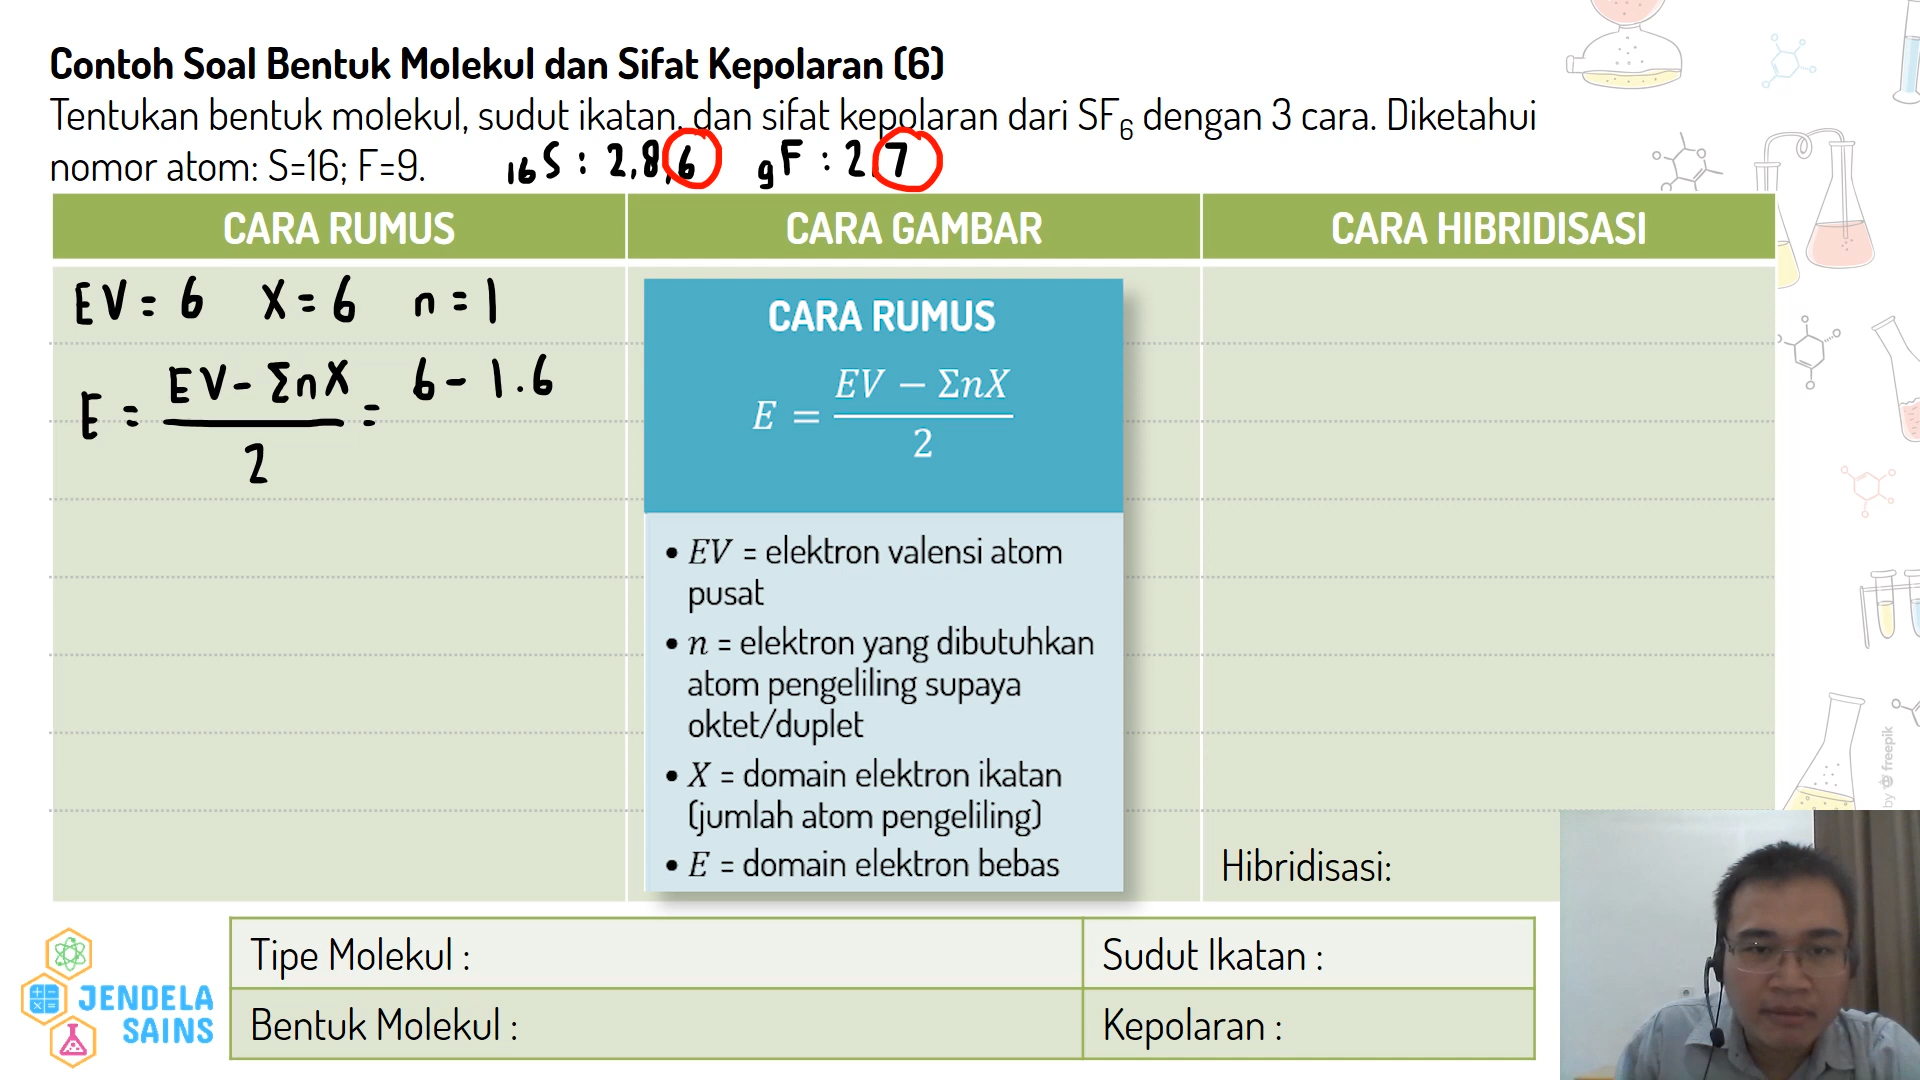 Contoh Soal Bentuk Molekul dan Sifat Kepolaran (6)
Tentukan bentuk molekul, sudut ikatan, dan sifat kepolaran dari SF₆ dengan 3 cara. Diketahui
nomor atom: S=16; F=9.
₁₆S : 2,8,6
₉F : 2,7
CARA RUMUS
CARA GAMBAR
CARA HIBRIDISASI
EV = 6 X = 6 n = 1
E = EV - ΣnX / 2 = 6 - 1.6
CARA RUMUS
E = EV − ΣnX / 2
• EV = elektron valensi atom
pusat
• n = elektron yang dibutuhkan
atom pengeliling supaya
oktet/duplet
• X = domain elektron ikatan
(jumlah atom pengeliling)
• E = domain elektron bebas
Hibridisasi:
Tipe Molekul :
Sudut Ikatan :
Bentuk Molekul :
Kepolaran :
JENDELA
SAINS
by freepik